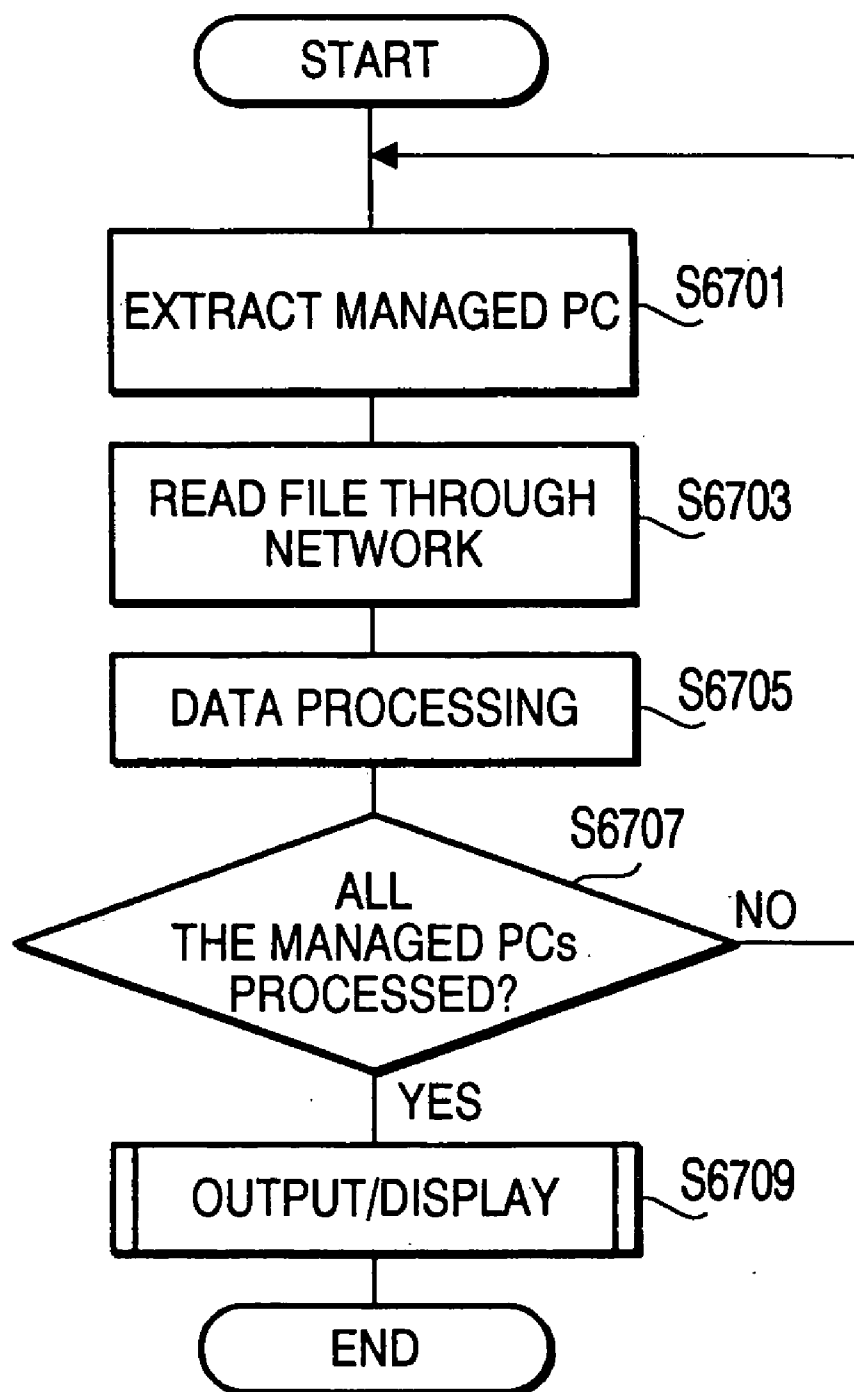 START
EXTRACT MANAGED PC
S6701
READ FILE THROUGH
NETWORK
S6703
DATA PROCESSING
S6705
S6707
ALL
THE MANAGED PCs
PROCESSED?
NO
YES
OUTPUT/DISPLAY
S6709
END